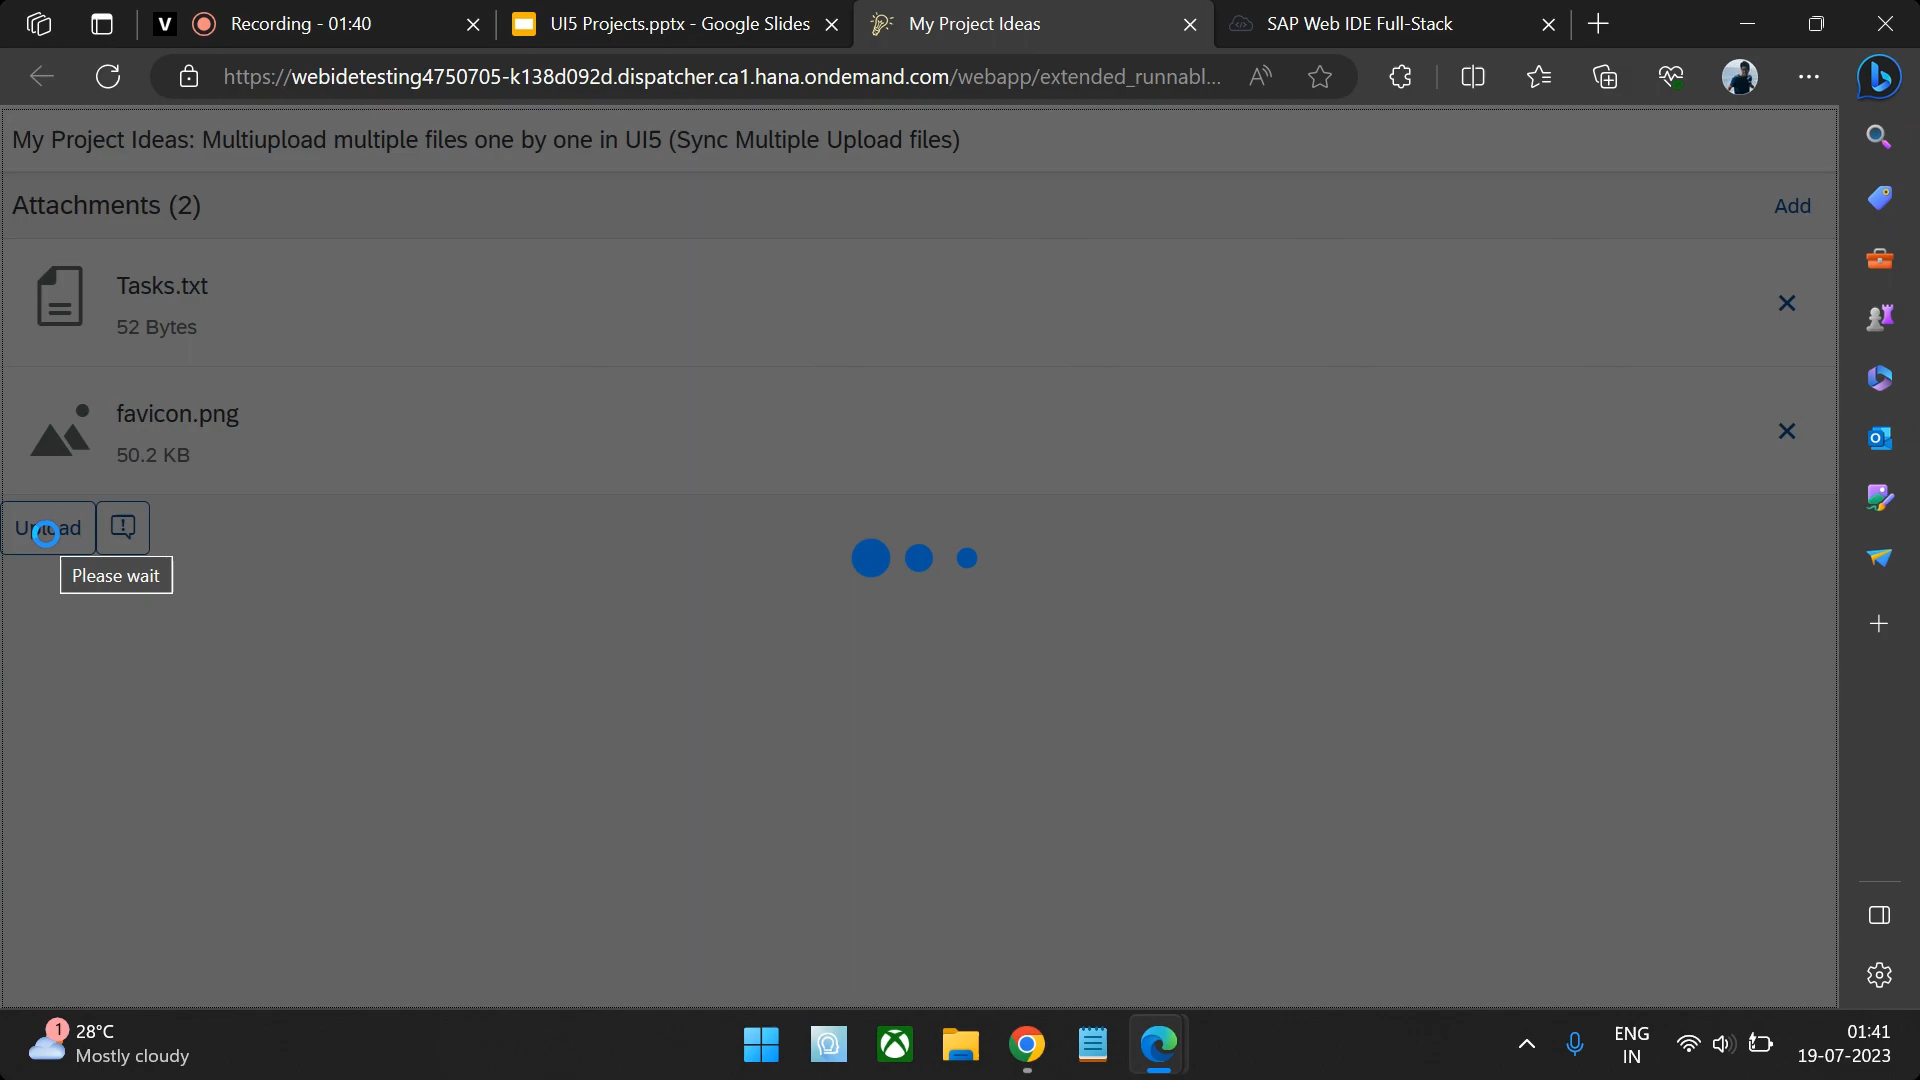 Recording - 01:40
UI5 Projects.pptx - Google Slides
My Project Ideas
SAP Web IDE Full-Stack
https://webidetesting4750705-k138d092d.dispatcher.ca1.hana.ondemand.com/webapp/extended_runnabl...
My Project Ideas: Multiupload multiple files one by one in UI5 (Sync Multiple Upload files)
Attachments (2)
Add
Tasks.txt
52 Bytes
favicon.png
50.2 KB
Upload
Please wait
1
28°C
Mostly cloudy
ENG
IN
01:41
19-07-2023